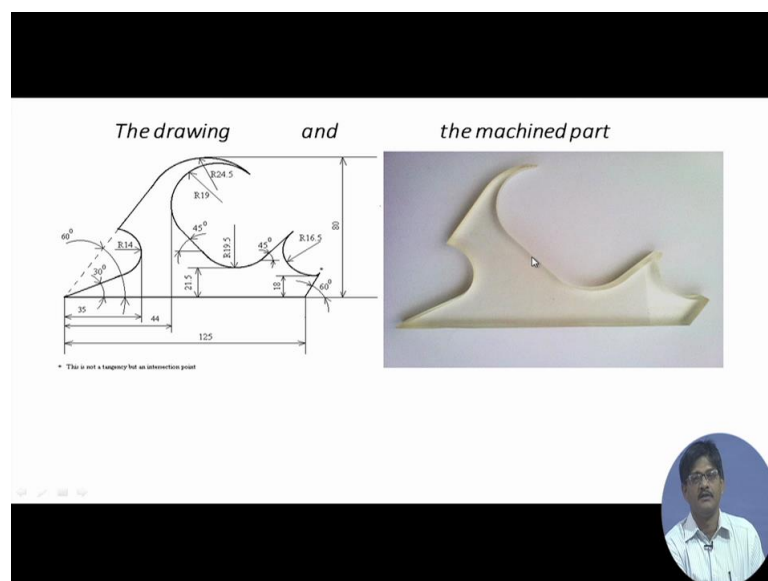 The drawing and the machined part
R24.5
R19
80
60°
45°
R14
R19.5
45°
R16.5
30°
21.5
18
60°
35
44
125
* This is not a tangency but an intersection point